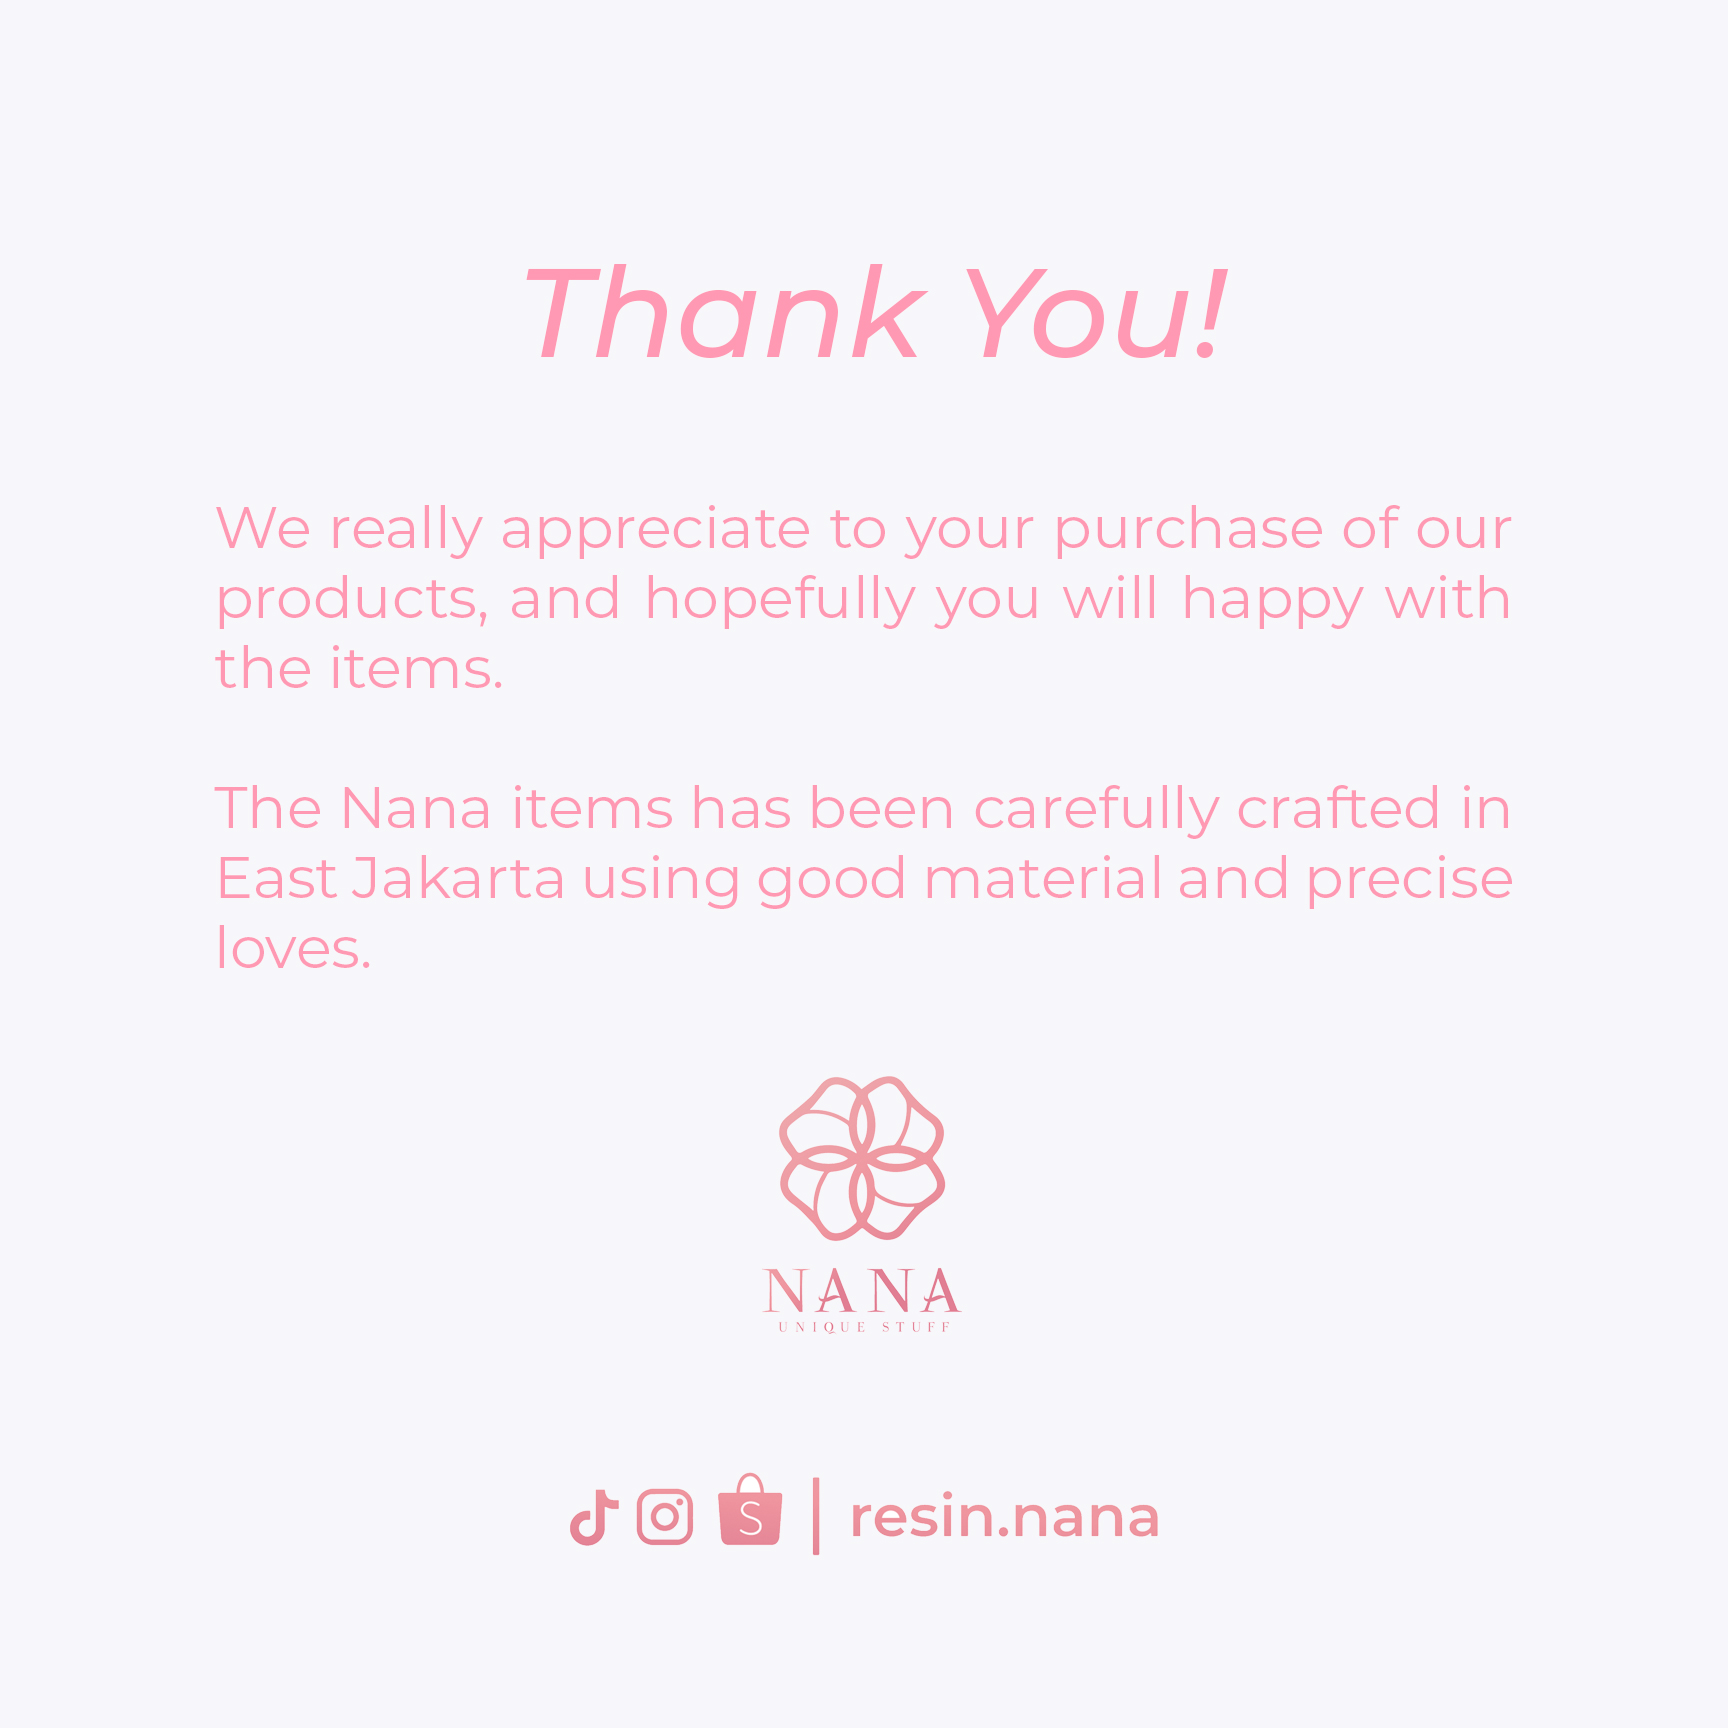 Thank You!
We really appreciate to your purchase of our
products, and hopefully you will happy with
the items.
The Nana items has been carefully crafted in
East Jakarta using good material and precise
loves.
NANA
UNIQUE STUFF
resin.nana